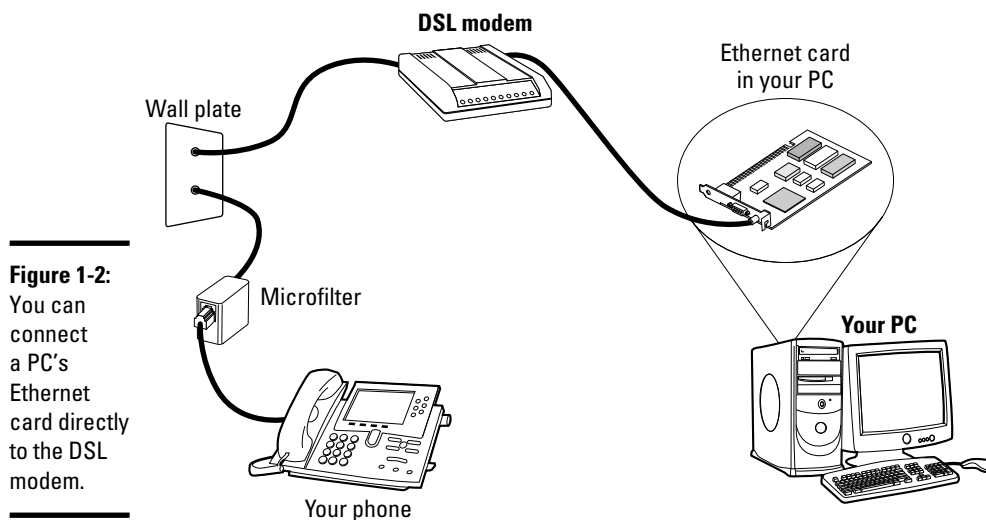 DSL modem
Ethernet card
in your PC
Wall plate
Microfilter
Figure 1-2:
You can
connect
a PC’s
Ethernet
card directly
to the DSL
modem.
Your PC
Your phone